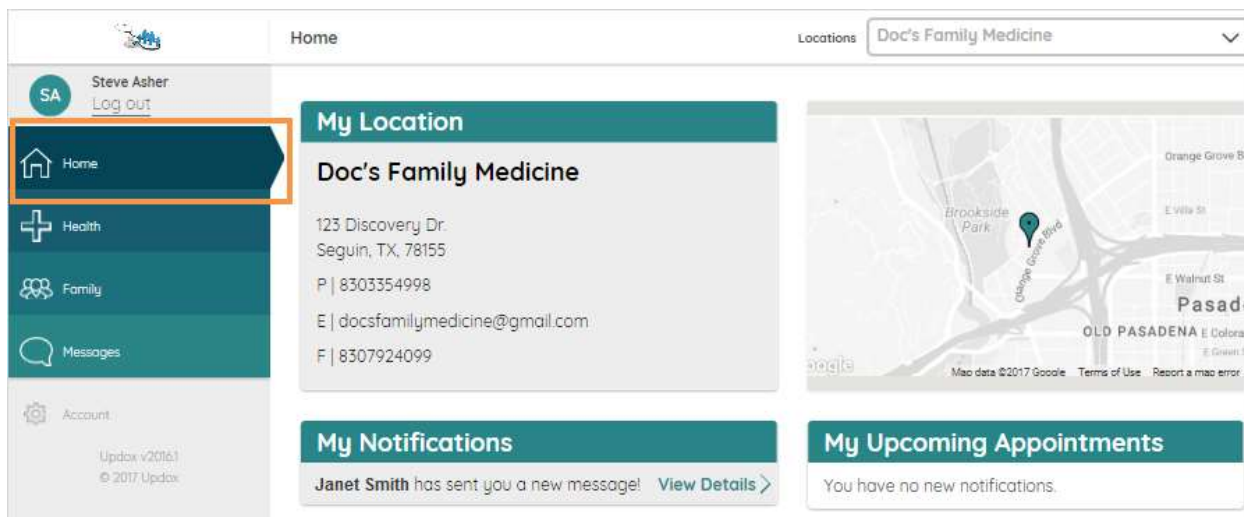 Home
Locations
Doc's Family Medicine
SA
Steve Asher
Log out
Home
Health
Family
Messages
Account
Updox v2016.1
© 2017 Updox
My Location
Doc's Family Medicine
123 Discovery Dr.
Seguin, TX, 78155
P | 8303354998
E | docsfamilymedicine@gmail.com
F | 8307924099
Orange Grove B
E Villa St
Brookside
Park
Orange Grove Blvd
E Walnut St
Pasad
OLD PASADENA
E Colora
E Green
Map data ©2017 Google Terms of Use Report a map error
My Notifications
Janet Smith has sent you a new message! View Details >
My Upcoming Appointments
You have no new notifications.